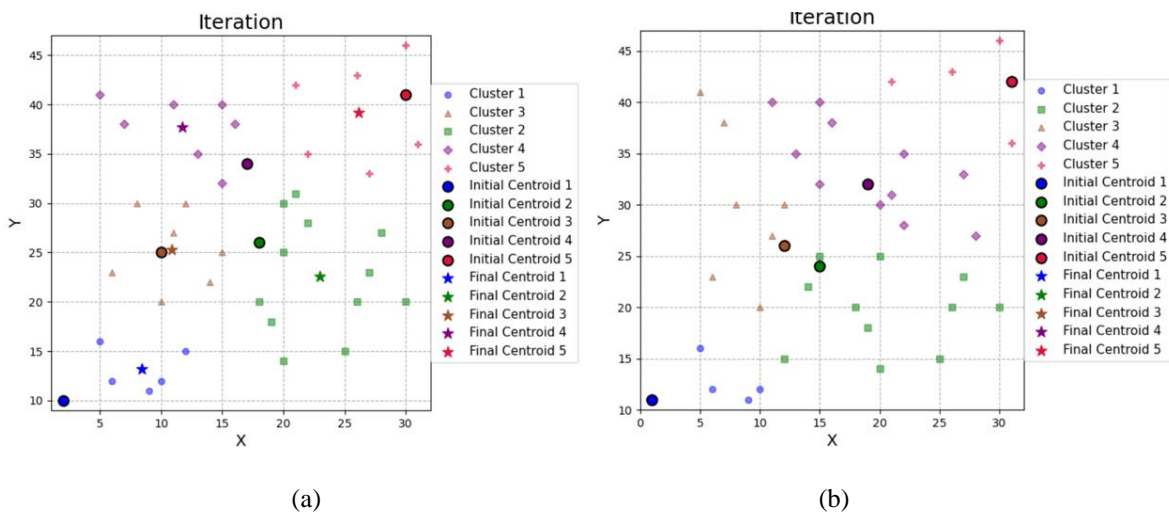 Iteration
45
40
35
30
25
20
15
10
Y
5
10
15
20
25
30
X
Cluster 1
Cluster 3
Cluster 2
Cluster 4
Cluster 5
Initial Centroid 1
Initial Centroid 2
Initial Centroid 3
Initial Centroid 4
Initial Centroid 5
Final Centroid 1
Final Centroid 2
Final Centroid 3
Final Centroid 4
Final Centroid 5
(a)
Iteration
45
40
35
30
25
20
15
10
Y
0
5
10
15
20
25
30
X
Cluster 1
Cluster 2
Cluster 3
Cluster 4
Cluster 5
Initial Centroid 1
Initial Centroid 2
Initial Centroid 3
Initial Centroid 4
Initial Centroid 5
Final Centroid 1
Final Centroid 2
Final Centroid 3
Final Centroid 4
Final Centroid 5
(b)